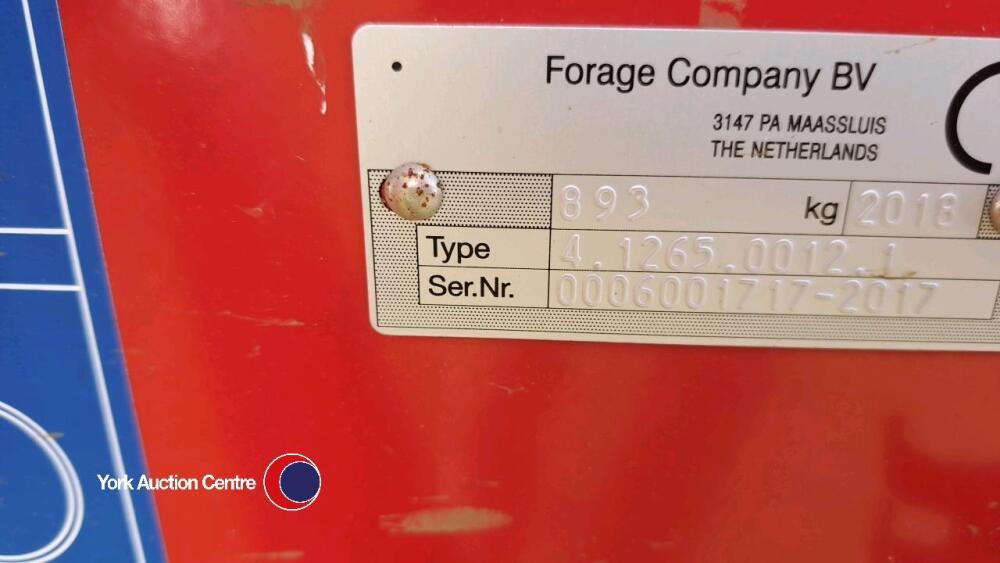 Forage Company BV
3147 PA MAASSLUIS
THE NETHERLANDS
893 kg 2018
Type 4.1265.0012.1
Ser.Nr. 0006001717-2017
York Auction Centre